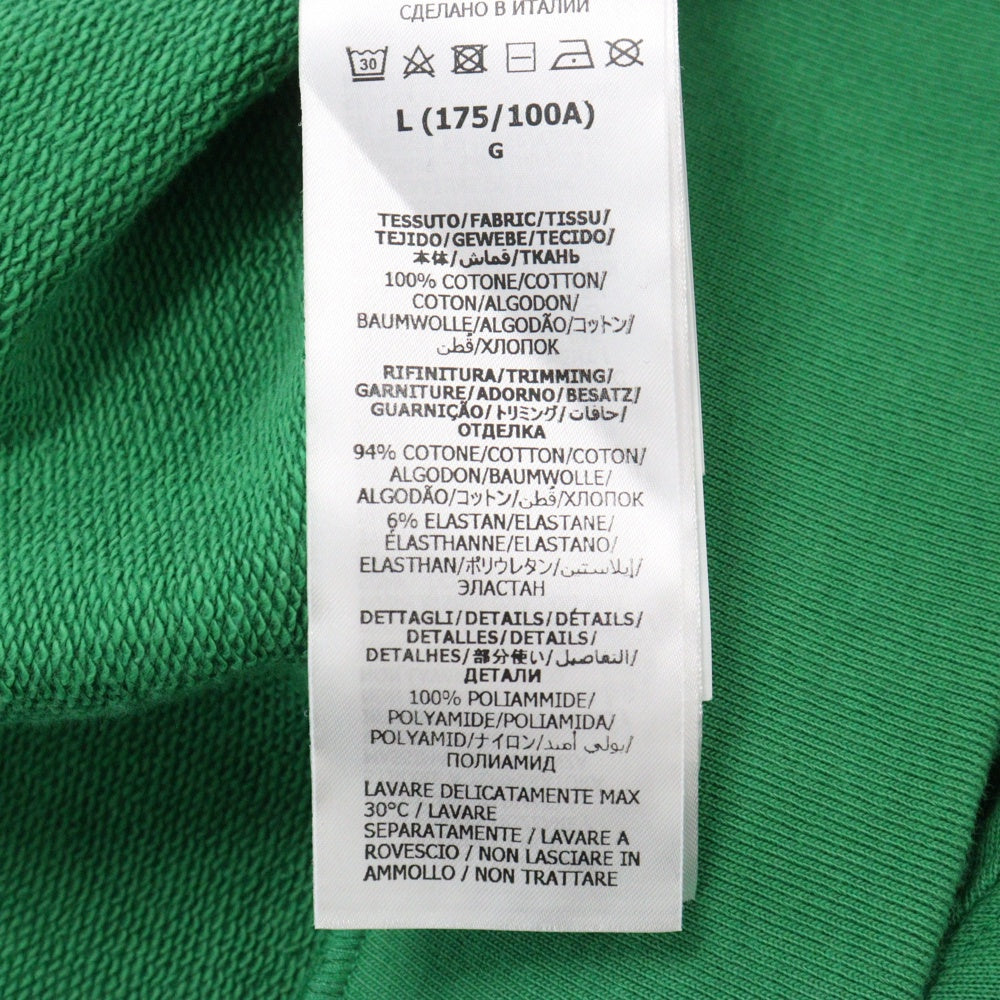 СДЕЛАНО В ИТАЛИИ
30
L (175/100A)
G
TESSUTO/FABRIC/TISSU/
TEJIDO/GEWEBE/TECIDO/
本体/قماش/ТКАНЬ
100% COTONE/COTTON/
COTON/ALGODON/
BAUMWOLLE/ALGODÃO/コットン/
قُطن/ХЛОПОК
RIFINITURA/TRIMMING/
GARNITURE/ADORNO/BESATZ/
GUARNIÇÃO/トリミング/حافات/
ОТДЕЛКА
94% COTONE/COTTON/COTON/
ALGODON/BAUMWOLLE/
ALGODÃO/コットン/قُطن/ХЛОПОК
6% ELASTAN/ELASTANE/
ÉLASTHANNE/ELASTANO/
ELASTHAN/ポリウレタン/إيلاستين/
ЭЛАСТАН
DETTAGLI/DETAILS/DÉTAILS/
DETALLES/DETAILS/
DETALHES/部分使い/التفاصيل/
ДЕТАЛИ
100% POLIAMMIDE/
POLYAMIDE/POLIAMIDA/
POLYAMID/ナイロン/بولي أميد/
ПОЛИАМИД
LAVARE DELICATAMENTE MAX
30°C / LAVARE
SEPARATAMENTE / LAVARE A
ROVESCIO / NON LASCIARE IN
AMMOLLO / NON TRATTARE